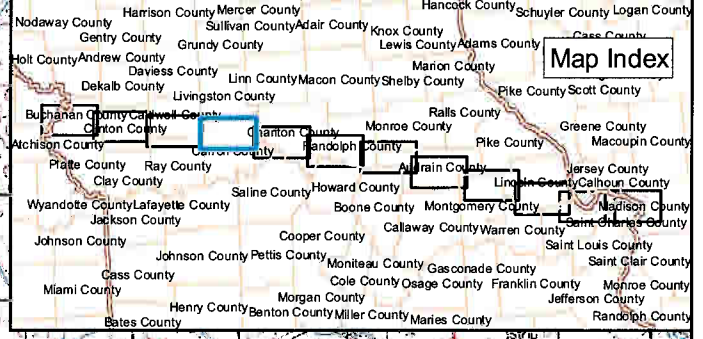 Hancock County
Harrison County Mercer County
Schuyler County Logan County
Nodaway County
Sullivan County Adair County
Knox County
Gentry County
Grundy County
Lewis County Adams County
Cass County
Map Index
Holt County Andrew County
Marion County
Daviess County
Linn County Macon County Shelby County
Dekalb County
Pike County Scott County
Livingston County
Ralls County
Buchanan County Caldwell County
Clinton County
Chariton County
Monroe County
Greene County
Atchison County
Randolph County
Pike County
Macoupin County
Carroll County
Platte County
Ray County
Audrain County
Jersey County
Clay County
Lincoln County Calhoun County
Saline County Howard County
Wyandotte County Lafayette County
Boone County
Montgomery County
Madison County
Jackson County
Callaway County Warren County
Saint Charles County
Johnson County
Cooper County
Saint Louis County
Johnson County Pettis County
Moniteau County
Gasconade County
Saint Clair County
Cass County
Cole County Osage County
Franklin County
Monroe County
Miami County
Morgan County
Jefferson County
Henry County
Benton County Miller County
Maries County
Randolph County
Bates County